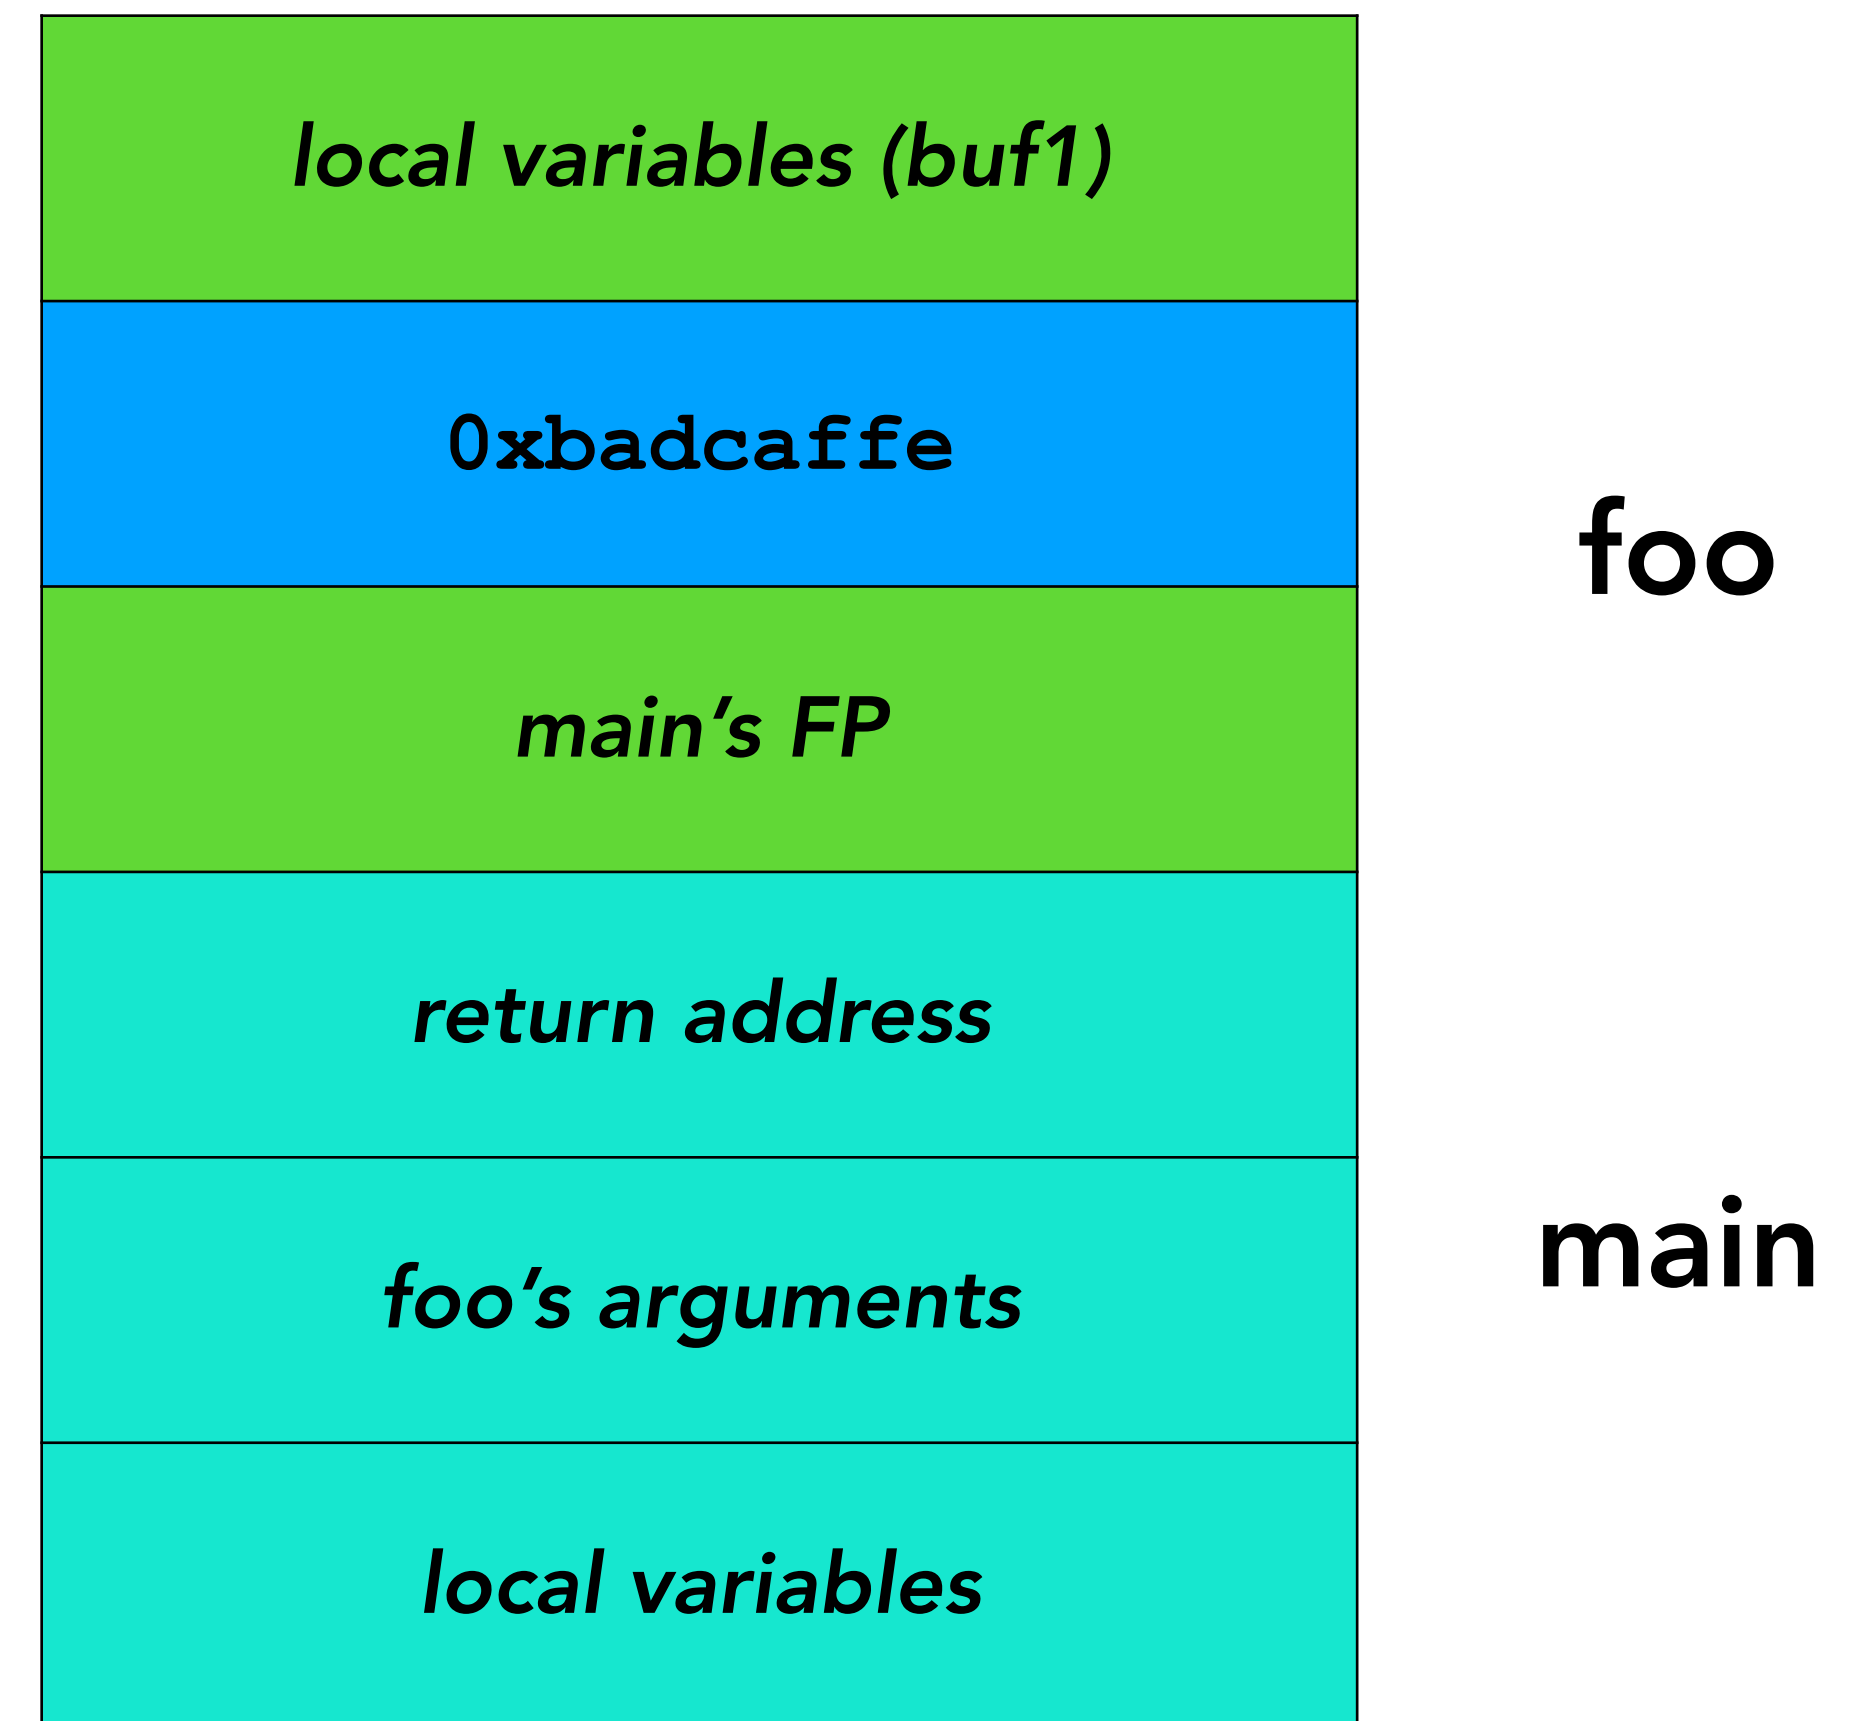 local variables (buf1)
0xbadcaffe
foo
main’s FP
return address
main
foo’s arguments
local variables